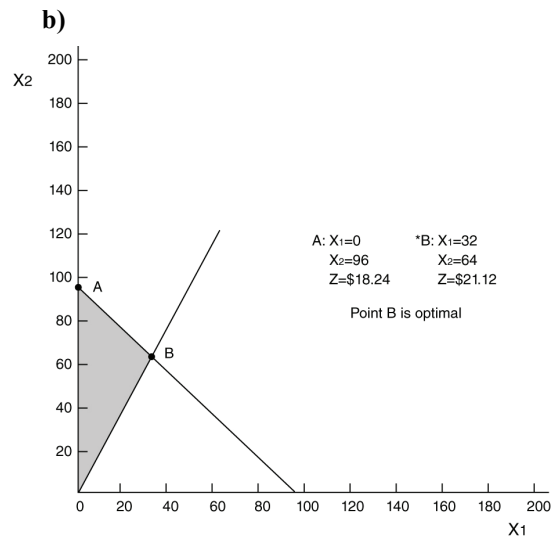 b)
X2
200
180
160
140
120
100
80
60
40
20
A
B
A: X1=0 *B: X1=32
X2=96 X2=64
Z=$18.24 Z=$21.12
Point B is optimal
0 20 40 60 80 100 120 140 160 180 200
X1